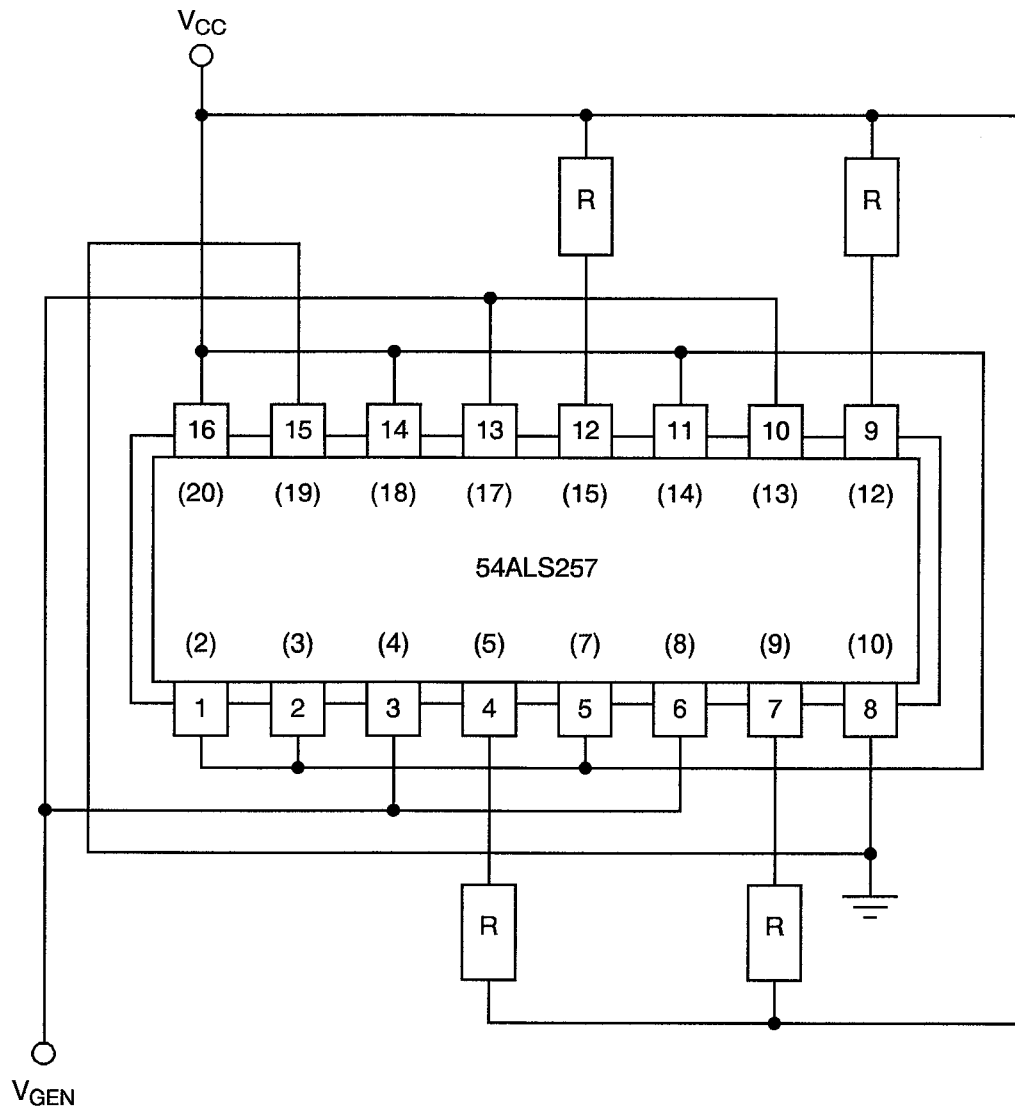 VCC
R R
16 15 14 13 12 11 10 9
(20) (19) (18) (17) (15) (14) (13) (12)
54ALS257
(2) (3) (4) (5) (7) (8) (9) (10)
1 2 3 4 5 6 7 8
R R
VGEN